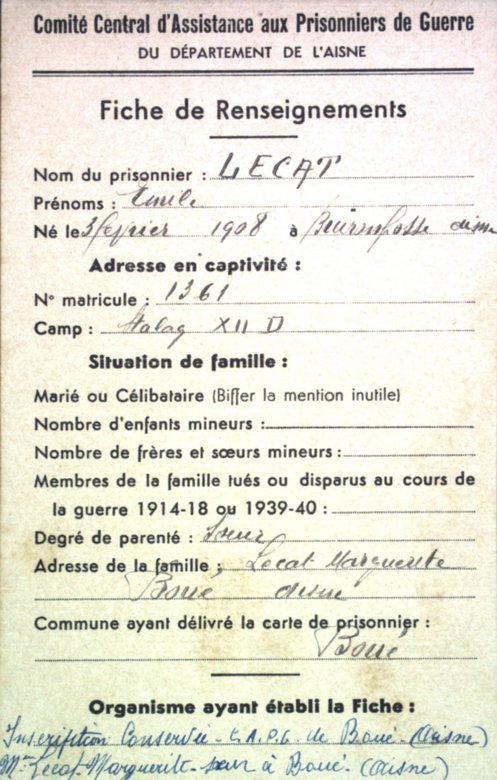 Comité Central d'Assistance aux Prisonniers de Guerre
DU DÉPARTEMENT DE L'AISNE
Fiche de Renseignements
Nom du prisonnier : LECAT
Prénoms : Emile
Né le 3 février 1908 à aisne
Adresse en captivité :
N° matricule : 1361
Camp : Stalag XII D
Situation de famille :
Marié ou Célibataire (Biffer la mention inutile)
Nombre d'enfants mineurs :
Nombre de frères et sœurs mineurs :
Membres de la famille tués ou disparus au cours de
la guerre 1914-18 ou 1939-40 :
Degré de parenté : Soeur
Adresse de la famille : Lecat Marguerite
Boué aisne
Commune ayant délivré la carte de prisonnier :
Boué
Organisme ayant établi la Fiche :
Inscription Conservée - C.A.P.G. de Boué - (Aisne)
Lecat Marguerite - sœur à Boué (Aisne)